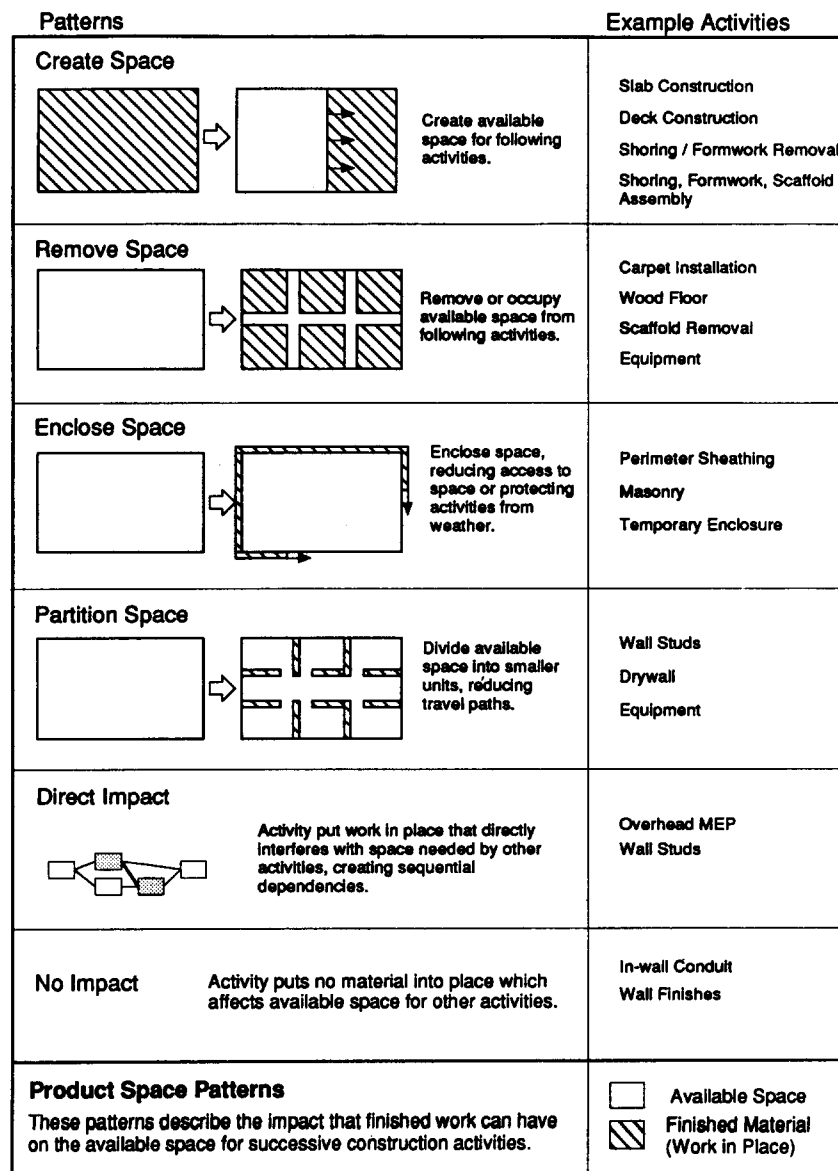 Patterns
Example Activities
Create Space
Create available
space for following
activities.
Slab Construction
Deck Construction
Shoring / Formwork Removal
Shoring, Formwork, Scaffold
Assembly
Remove Space
Remove or occupy
available space from
following activities.
Carpet Installation
Wood Floor
Scaffold Removal
Equipment
Enclose Space
Enclose space,
reducing access to
space or protecting
activities from
weather.
Perimeter Sheathing
Masonry
Temporary Enclosure
Partition Space
Divide available
space into smaller
units, reducing
travel paths.
Wall Studs
Drywall
Equipment
Direct Impact
Activity put work in place that directly
interferes with space needed by other
activities, creating sequential
dependencies.
Overhead MEP
Wall Studs
No Impact
Activity puts no material into place which
affects available space for other activities.
In-wall Conduit
Wall Finishes
Product Space Patterns
These patterns describe the impact that finished work can have
on the available space for successive construction activities.
Available Space
Finished Material
(Work in Place)